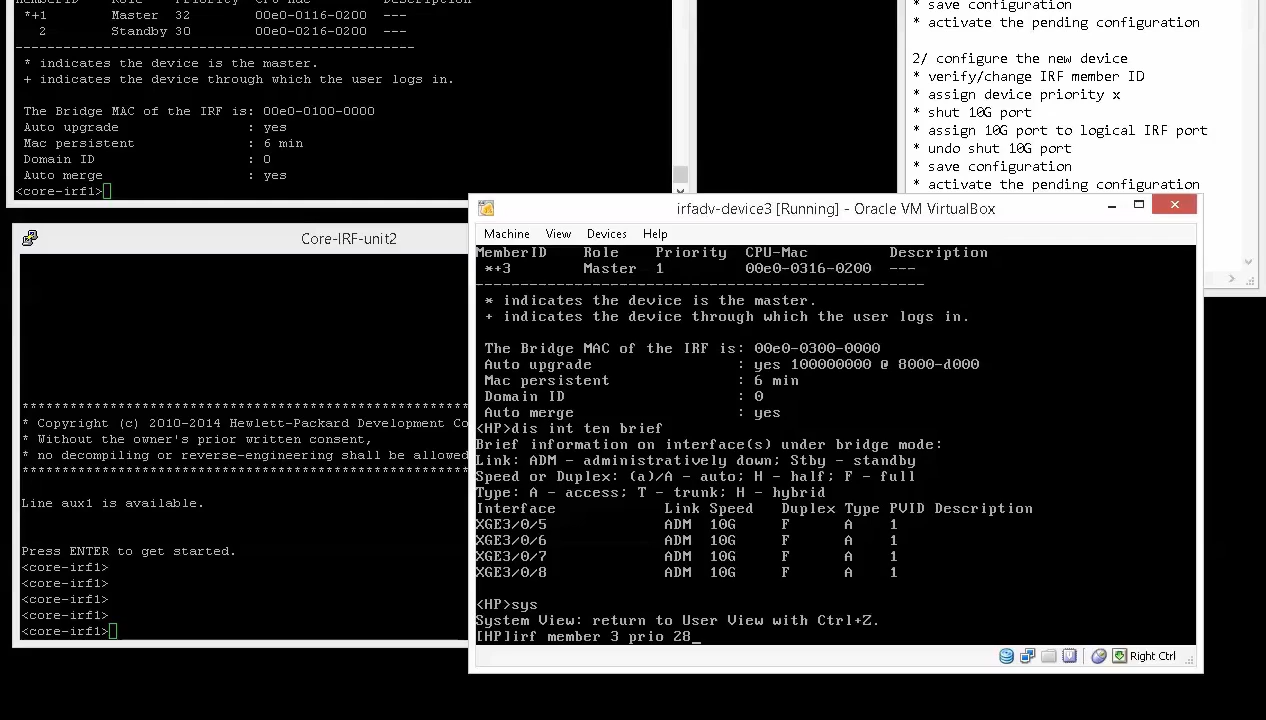 MemberID    Role    Priority  CPU-Mac         Description
 *+1      Master  32        00e0-0116-0200  ---
   2      Standby 30        00e0-0216-0200  ---
--------------------------------------------------
 * indicates the device is the master.
 + indicates the device through which the user logs in.
 The Bridge MAC of the IRF is: 00e0-0100-0000
 Auto upgrade                : yes
 Mac persistent              : 6 min
 Domain ID                   : 0
 Auto merge                  : yes
<core-irf1>
* save configuration
* activate the pending configuration
2/ configure the new device
* verify/change IRF member ID
* assign device priority x
* shut 10G port
* assign 10G port to logical IRF port
* undo shut 10G port
* save configuration
* activate the pending configuration
Core-IRF-unit2
* Copyright (c) 2010-2014 Hewlett-Packard Development Co
* Without the owner's prior written consent,
* no decompiling or reverse-engineering shall be allowed
Line aux1 is available.
Press ENTER to get started.
<core-irf1>
<core-irf1>
<core-irf1>
<core-irf1>
<core-irf1>
irfadv-device3 [Running] - Oracle VM VirtualBox
Machine View Devices Help
MemberID    Role    Priority  CPU-Mac         Description
 *+3        Master  1         00e0-0316-0200  ---
--------------------------------------------------
 * indicates the device is the master.
 + indicates the device through which the user logs in.
 The Bridge MAC of the IRF is: 00e0-0300-0000
 Auto upgrade                : yes 100000000 @ 8000-d000
 Mac persistent              : 6 min
 Domain ID                   : 0
 Auto merge                  : yes
<HP>dis int ten brief
Brief information on interface(s) under bridge mode:
Link: ADM - administratively down; Stby - standby
Speed or Duplex: (a)/A - auto; H - half; F - full
Type: A - access; T - trunk; H - hybrid
Interface            Link Speed   Duplex Type PVID Description
XGE3/0/5             ADM  10G     F      A    1
XGE3/0/6             ADM  10G     F      A    1
XGE3/0/7             ADM  10G     F      A    1
XGE3/0/8             ADM  10G     F      A    1
<HP>sys
System View: return to User View with Ctrl+Z.
[HP]irf member 3 prio 28_
Right Ctrl